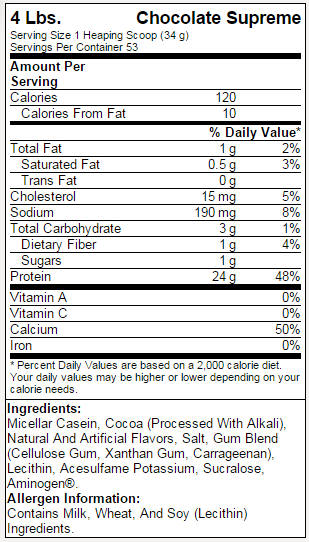 4 Lbs. Chocolate Supreme
Serving Size 1 Heaping Scoop (34 g)
Servings Per Container 53
Amount Per
Serving
Calories 120
Calories From Fat 10
% Daily Value*
Total Fat 1 g 2%
Saturated Fat 0.5 g 3%
Trans Fat 0 g
Cholesterol 15 mg 5%
Sodium 190 mg 8%
Total Carbohydrate 3 g 1%
Dietary Fiber 1 g 4%
Sugars 1 g
Protein 24 g 48%
Vitamin A 0%
Vitamin C 0%
Calcium 50%
Iron 0%
* Percent Daily Values are based on a 2,000 calorie diet.
Your daily values may be higher or lower depending on your
calorie needs.
Ingredients:
Micellar Casein, Cocoa (Processed With Alkali),
Natural And Artificial Flavors, Salt, Gum Blend
(Cellulose Gum, Xanthan Gum, Carrageenan),
Lecithin, Acesulfame Potassium, Sucralose,
Aminogen®.
Allergen Information:
Contains Milk, Wheat, And Soy (Lecithin)
Ingredients.